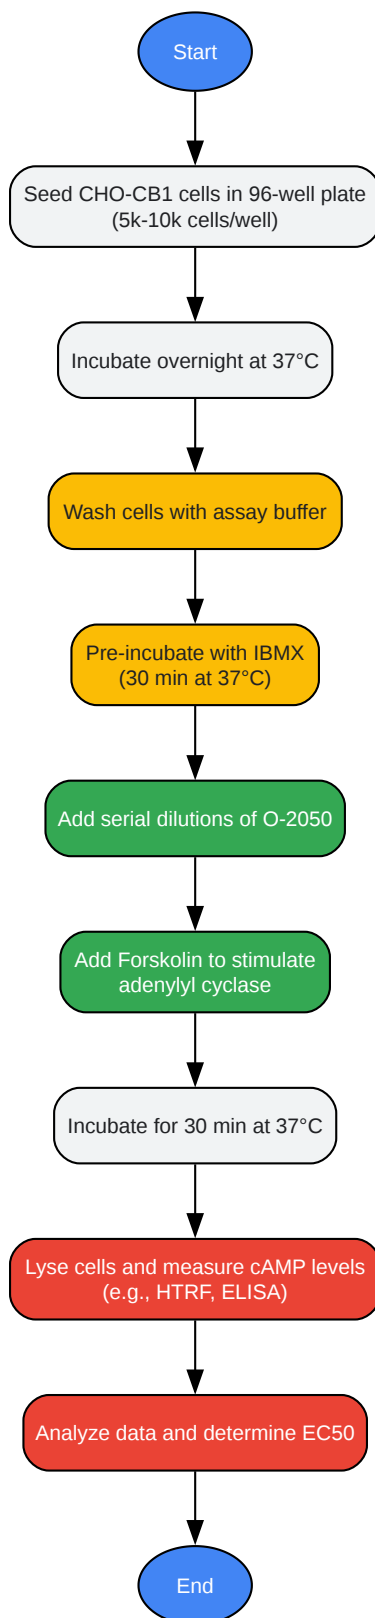 Start
Seed CHO-CB1 cells in 96-well plate
(5k-10k cells/well)
Incubate overnight at 37°C
Wash cells with assay buffer
Pre-incubate with IBMX
(30 min at 37°C)
Add serial dilutions of O-2050
Add Forskolin to stimulate
adenylyl cyclase
Incubate for 30 min at 37°C
Lyse cells and measure cAMP levels
(e.g., HTRF, ELISA)
Analyze data and determine EC50
End